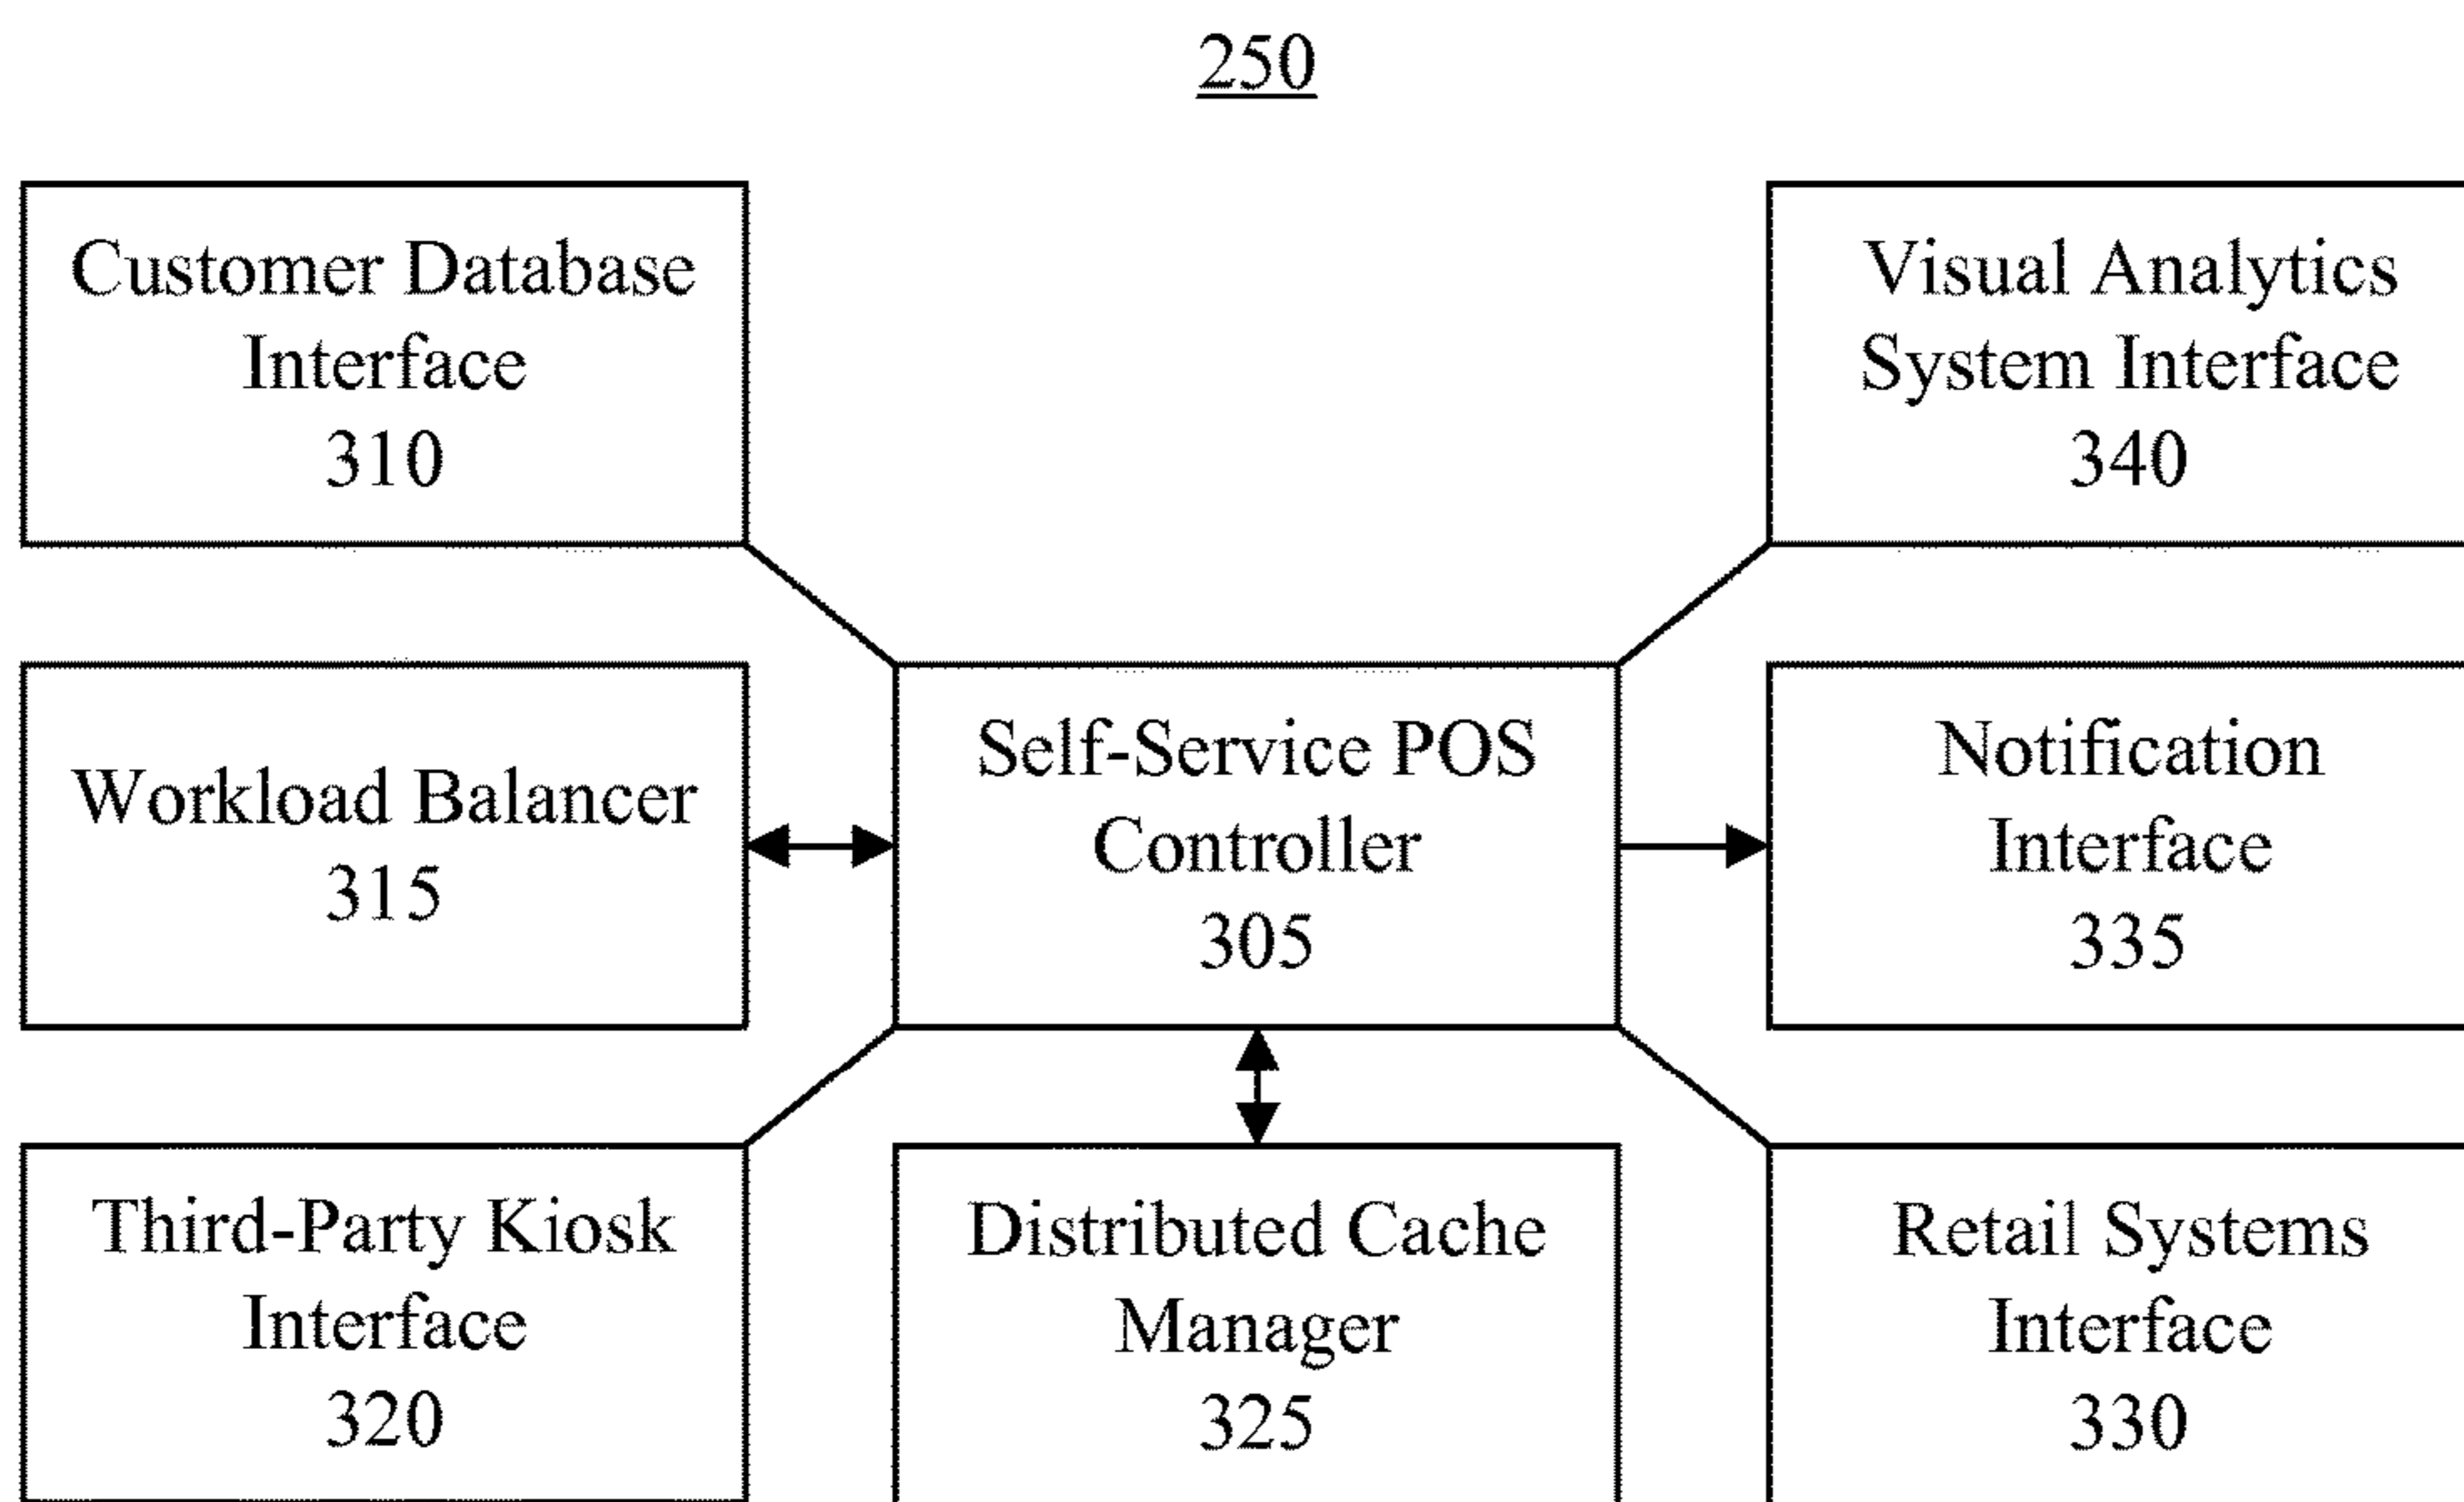 250
Customer Database
Interface
310
Visual Analytics
System Interface
340
Workload Balancer
315
Self-Service POS
Controller
305
Notification
Interface
335
Third-Party Kiosk
Interface
320
Distributed Cache
Manager
325
Retail Systems
Interface
330